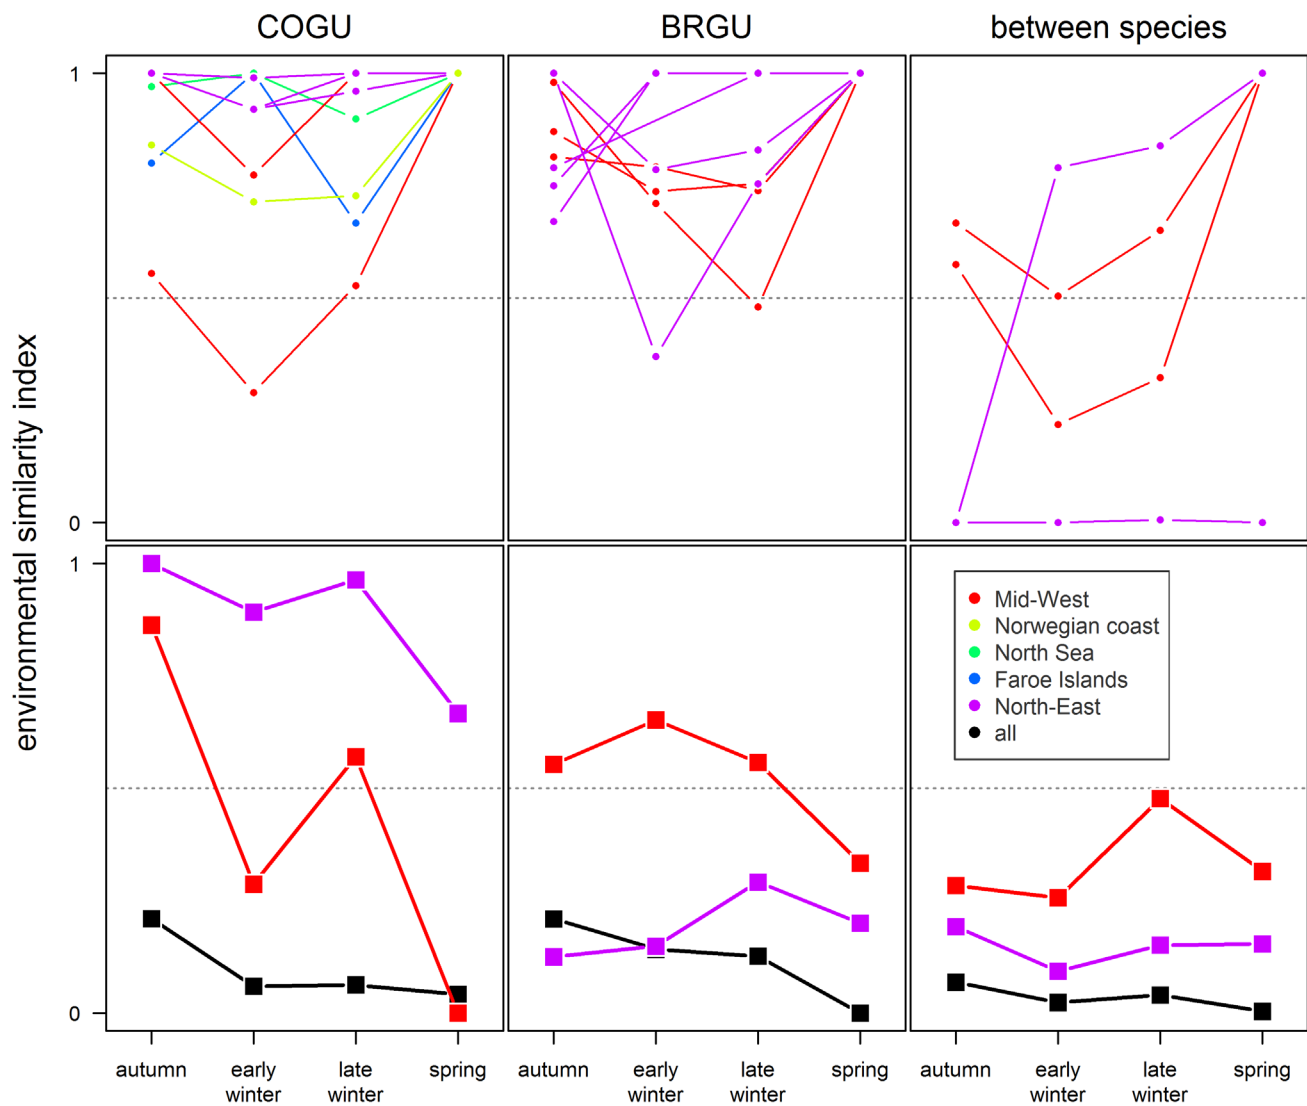 COGU
BRGU
between species
environmental similarity index
1
0
1
0
Mid-West
Norwegian coast
North Sea
Faroe Islands
North-East
all
autumn
early
winter
late
winter
spring
autumn
early
winter
late
winter
spring
autumn
early
winter
late
winter
spring